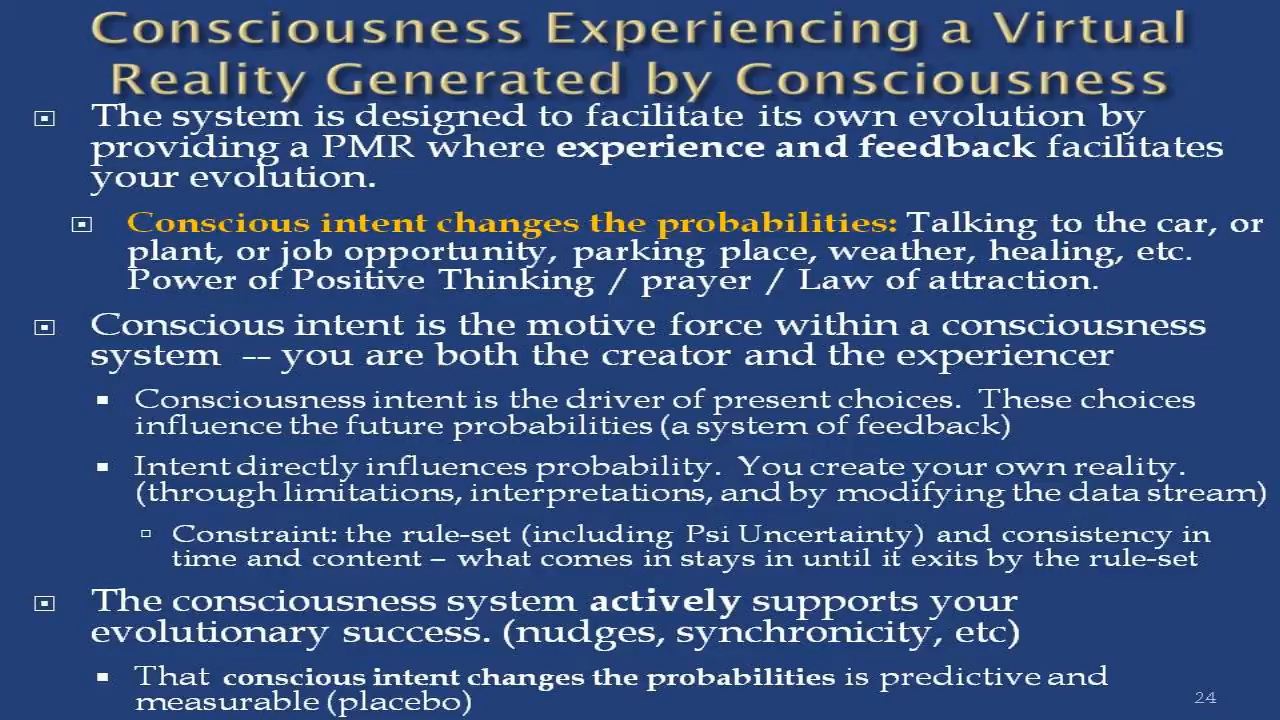 Consciousness Experiencing a Virtual
Reality Generated by Consciousness
The system is designed to facilitate its own evolution by
providing a PMR where experience and feedback facilitates
your evolution.
Conscious intent changes the probabilities: Talking to the car, or
plant, or job opportunity, parking place, weather, healing, etc.
Power of Positive Thinking / prayer / Law of attraction.
Conscious intent is the motive force within a consciousness
system -- you are both the creator and the experiencer
Consciousness intent is the driver of present choices. These choices
influence the future probabilities (a system of feedback)
Intent directly influences probability. You create your own reality.
(through limitations, interpretations, and by modifying the data stream)
Constraint: the rule-set (including Psi Uncertainty) and consistency in
time and content – what comes in stays in until it exits by the rule-set
The consciousness system actively supports your
evolutionary success. (nudges, synchronicity, etc)
That conscious intent changes the probabilities is predictive and
measurable (placebo)
24